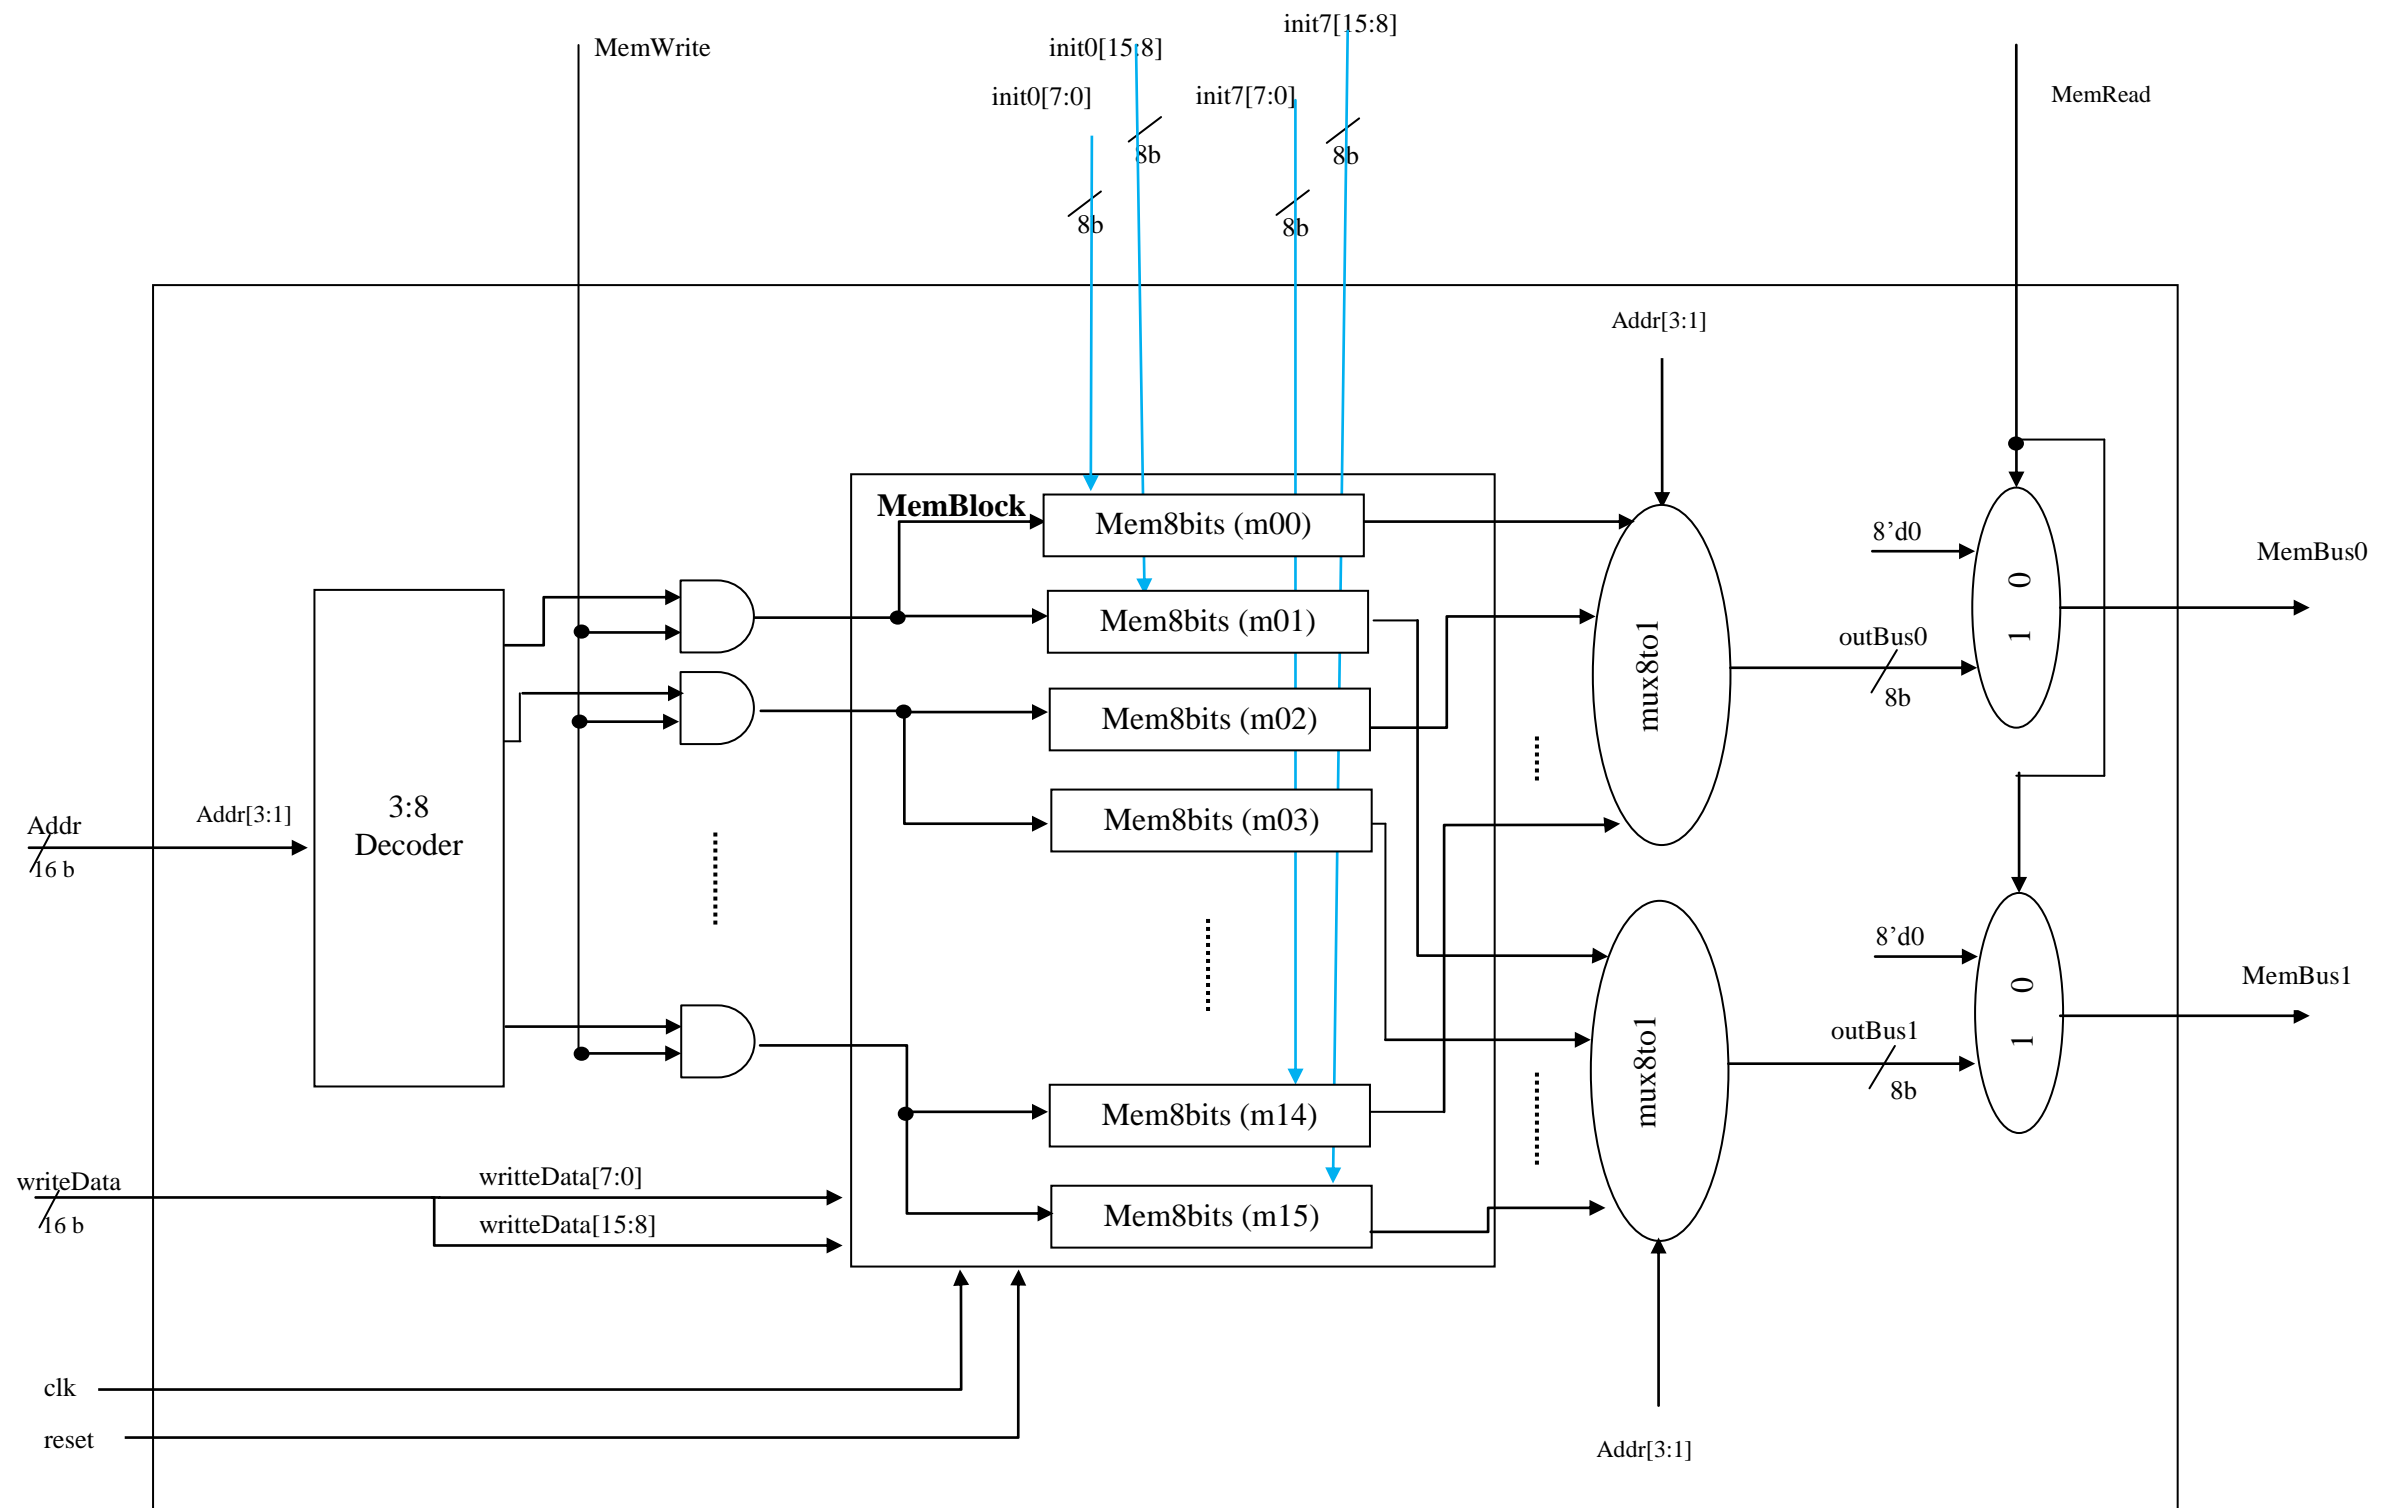 init7[15:8]
MemWrite
init0[15:8]
init0[7:0]
init7[7:0]
MemRead
8b
8b
8b
8b
Addr[3:1]
MemBlock
Mem8bits (m00)
8’d0
1 0
MemBus0
Mem8bits (m01)
mux8to1
outBus0
8b
Mem8bits (m02)
3:8
Decoder
Addr
Addr[3:1]
16 b
Mem8bits (m03)
8’d0
1 0
MemBus1
mux8to1
outBus1
8b
Mem8bits (m14)
writeData
16 b
writteData[7:0]
writteData[15:8]
Mem8bits (m15)
clk
reset
Addr[3:1]